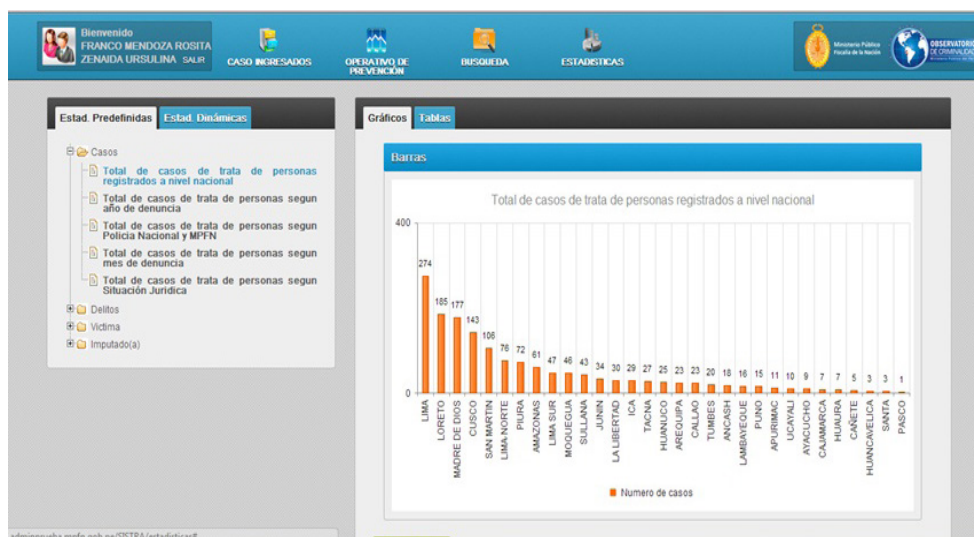 Bienvenido
FRANCO MENDOZA ROSITA
ZENAIDA URSULINA SALIR
CASO INGRESADOS
OPERATIVO DE
PREVENCIÓN
BUSQUEDA
ESTADISTICAS
Ministerio Público
Fiscalía de la Nación
OBSERVATORIO
DE CRIMINALIDAD
Estad. Predefinidas
Estad. Dinámicas
Casos
Total de casos de trata de personas
registrados a nivel nacional
Total de casos de trata de personas segun
año de denuncia
Total de casos de trata de personas segun
Policia Nacional y MPFN
Total de casos de trata de personas segun
mes de denuncia
Total de casos de trata de personas segun
Situación Juridica
Delitos
Victima
Imputado(a)
Gráficos
Tablas
Barras
Total de casos de trata de personas registrados a nivel nacional
400
0
274
185
177
143
106
76
72
61
47
46
43
34
30
29
27
25
23
23
20
18
16
15
11
10
9
7
7
5
3
3
1
LIMA
LORETO
MADRE DE DIOS
CUSCO
SAN MARTIN
LIMA NORTE
PIURA
AMAZONAS
LIMA SUR
MOQUEGUA
SULLANA
JUNIN
LA LIBERTAD
ICA
TACNA
HUANUCO
AREQUIPA
CALLAO
TUMBES
ANCASH
LAMBAYEQUE
PUNO
APURIMAC
UCAYALI
AYACUCHO
CAJAMARCA
HUAURA
CAÑETE
HUANCAVELICA
SANTA
PASCO
Numero de casos